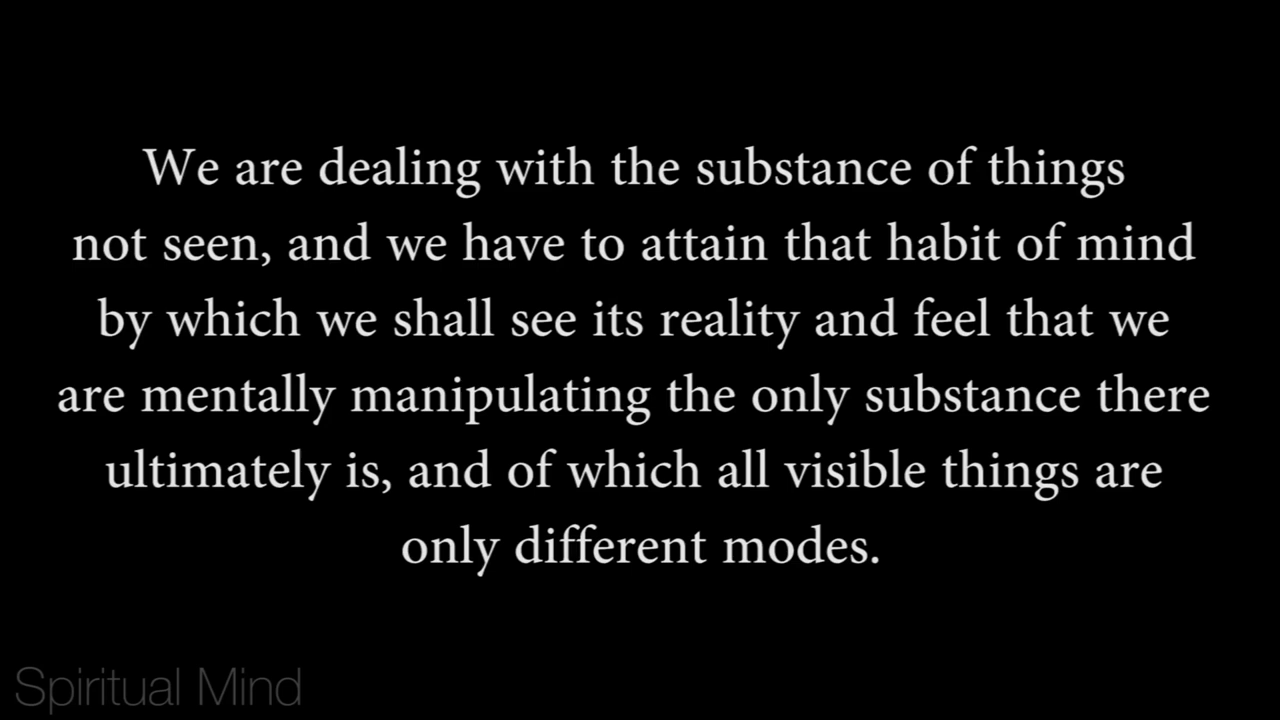 We are dealing with the substance of things
not seen, and we have to attain that habit of mind
by which we shall see its reality and feel that we
are mentally manipulating the only substance there
ultimately is, and of which all visible things are
only different modes.
Spiritual Mind